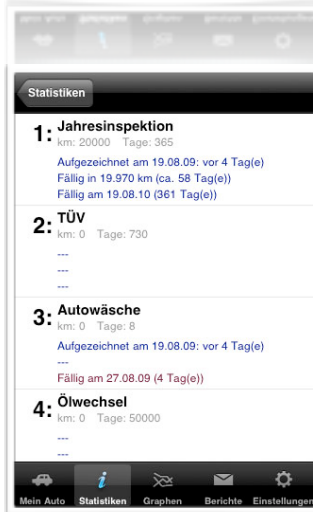 Statistiken
1: Jahresinspektion
km: 20000 Tage: 365
Aufgezeichnet am 19.08.09: vor 4 Tag(e)
Fällig in 19.970 km (ca. 58 Tag(e))
Fällig am 19.08.10 (361 Tag(e))
2: TÜV
km: 0 Tage: 730
---
---
---
3: Autowäsche
km: 0 Tage: 8
Aufgezeichnet am 19.08.09: vor 4 Tag(e)
---
Fällig am 27.08.09 (4 Tag(e))
4: Ölwechsel
km: 0 Tage: 50000
---
---
Mein Auto Statistiken Graphen Berichte Einstellungen